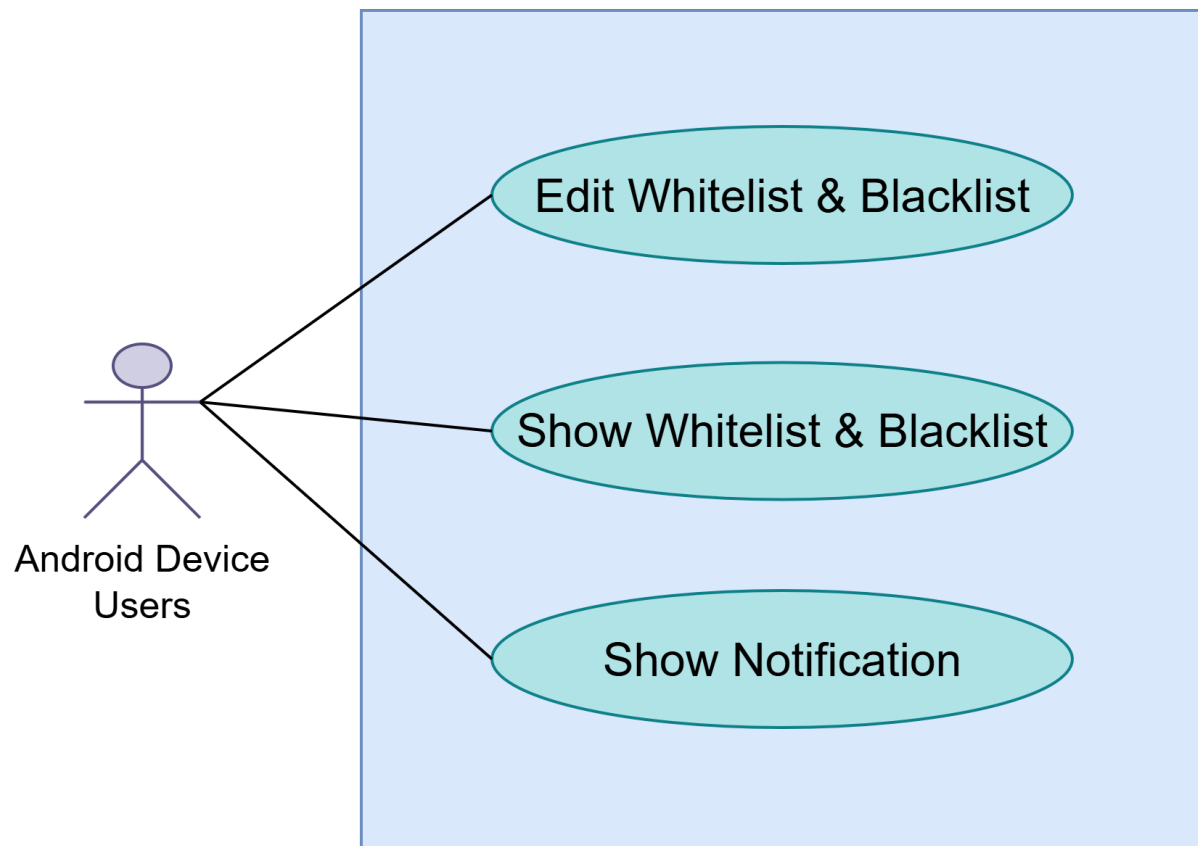 Edit Whitelist & Blacklist
Show Whitelist & Blacklist
Android Device
Users
Show Notification